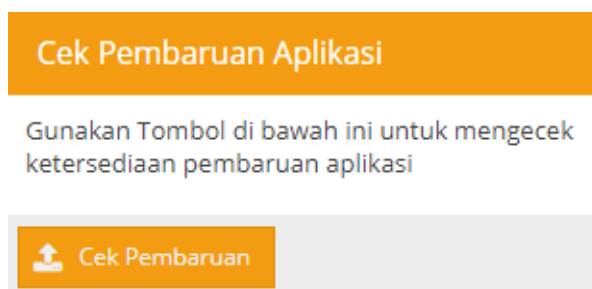 Cek Pembaruan Aplikasi
Gunakan Tombol di bawah ini untuk mengecek
ketersediaan pembaruan aplikasi
Cek Pembaruan